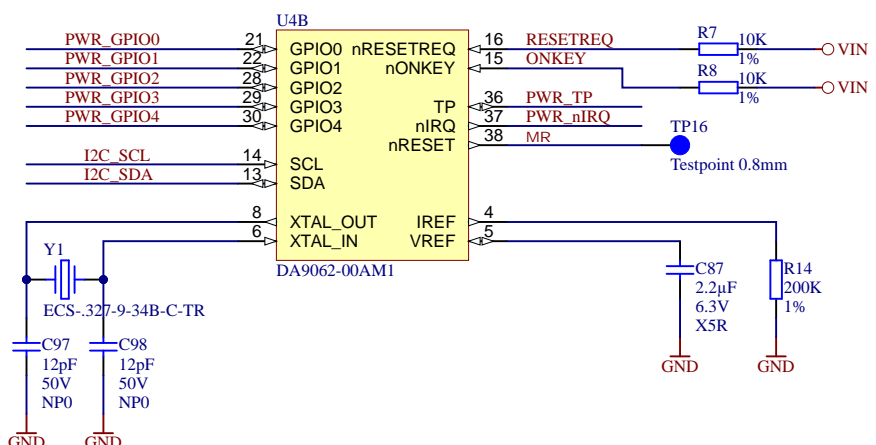 U4B
PWR_GPIO0 21 GPIO0 nRESETREQ 16 RESETREQ R7 10K 1% VIN
PWR_GPIO1 22 GPIO1 nONKEY 15 ONKEY R8 10K 1% VIN
PWR_GPIO2 28 GPIO2
PWR_GPIO3 29 GPIO3 TP 36 PWR_TP
PWR_GPIO4 30 GPIO4 nIRQ 37 PWR_nIRQ
nRESET 38 MR TP16
Testpoint 0.8mm
I2C_SCL 14 SCL
I2C_SDA 13 SDA
8 XTAL_OUT IREF 4
6 XTAL_IN VREF 5
DA9062-00AM1
Y1
ECS-.327-9-34B-C-TR
C87
2.2µF
6.3V
X5R
R14
200K
1%
C97
12pF
50V
NP0
C98
12pF
50V
NP0
GND
GND
GND
GND